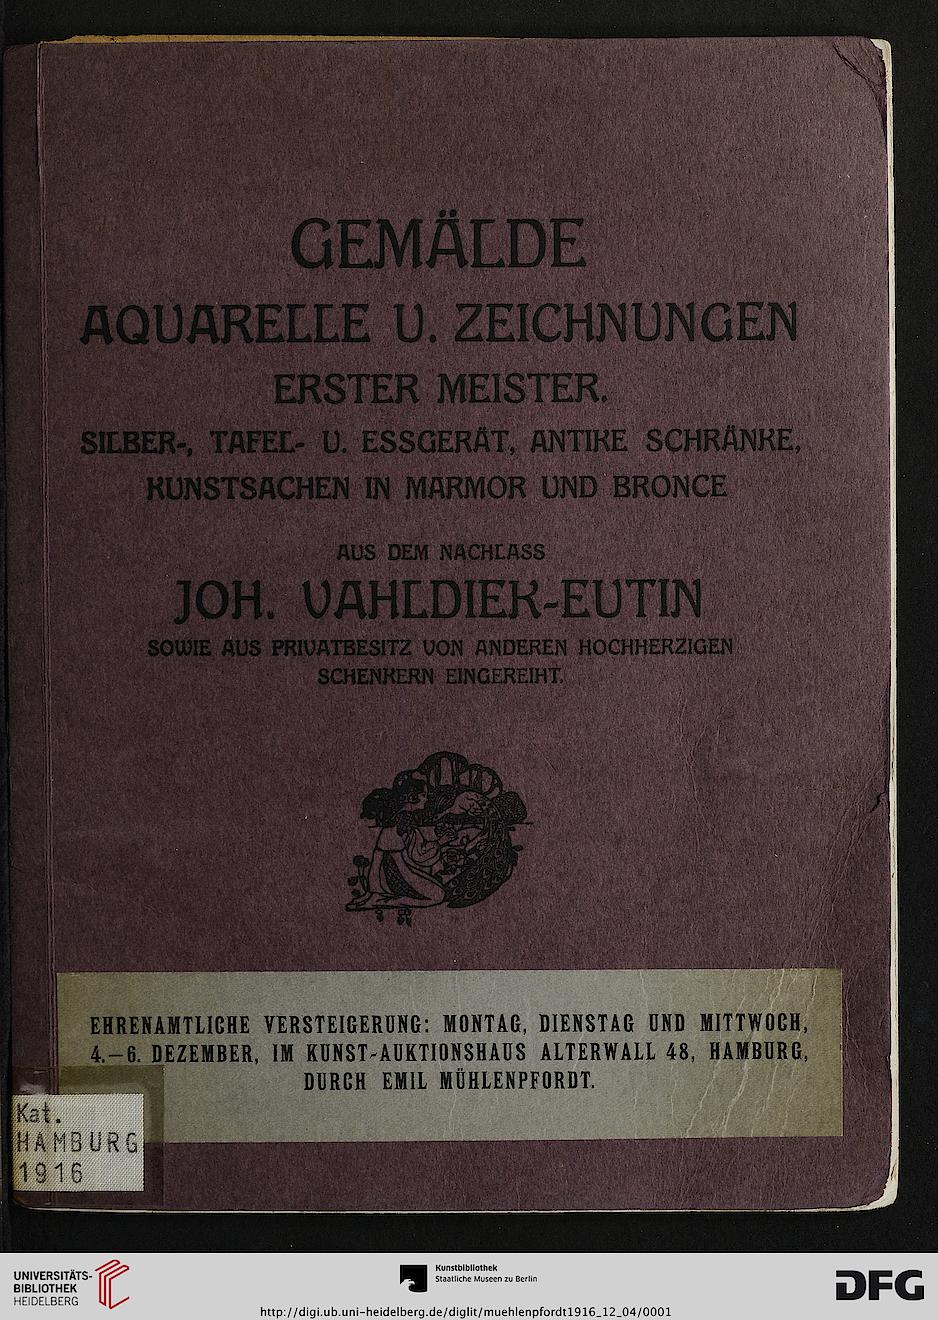 GEMÄLDE
AQUARELLE U. ZEICHNUNGEN
ERSTER MEISTER.
SILBER-, TAFEL- U. ESSGERÄT, ANTIKE SCHRÄNKE,
KUNSTSACHEN IN MARMOR UND BRONCE
AUS DEM NACHLASS
JOH. VAHLDIEK-EUTIN
SOWIE AUS PRIVATBESITZ VON ANDEREN HOCHHERZIGEN
SCHENKERN EINGEREIHT.
EHRENAMTLICHE VERSTEIGERUNG: MONTAG, DIENSTAG UND MITTWOCH,
4.—6. DEZEMBER, IM KUNST-AUKTIONSHAUS ALTERWALL 48, HAMBURG,
DURCH EMIL MÜHLENPFORDT.
Kat.
HAMBURG
1916
UNIVERSITÄTS-
BIBLIOTHEK
HEIDELBERG
Kunstbibliothek
Staatliche Museen zu Berlin
http://digi.ub.uni-heidelberg.de/diglit/muehlenpfordt1916_12_04/0001
DFG